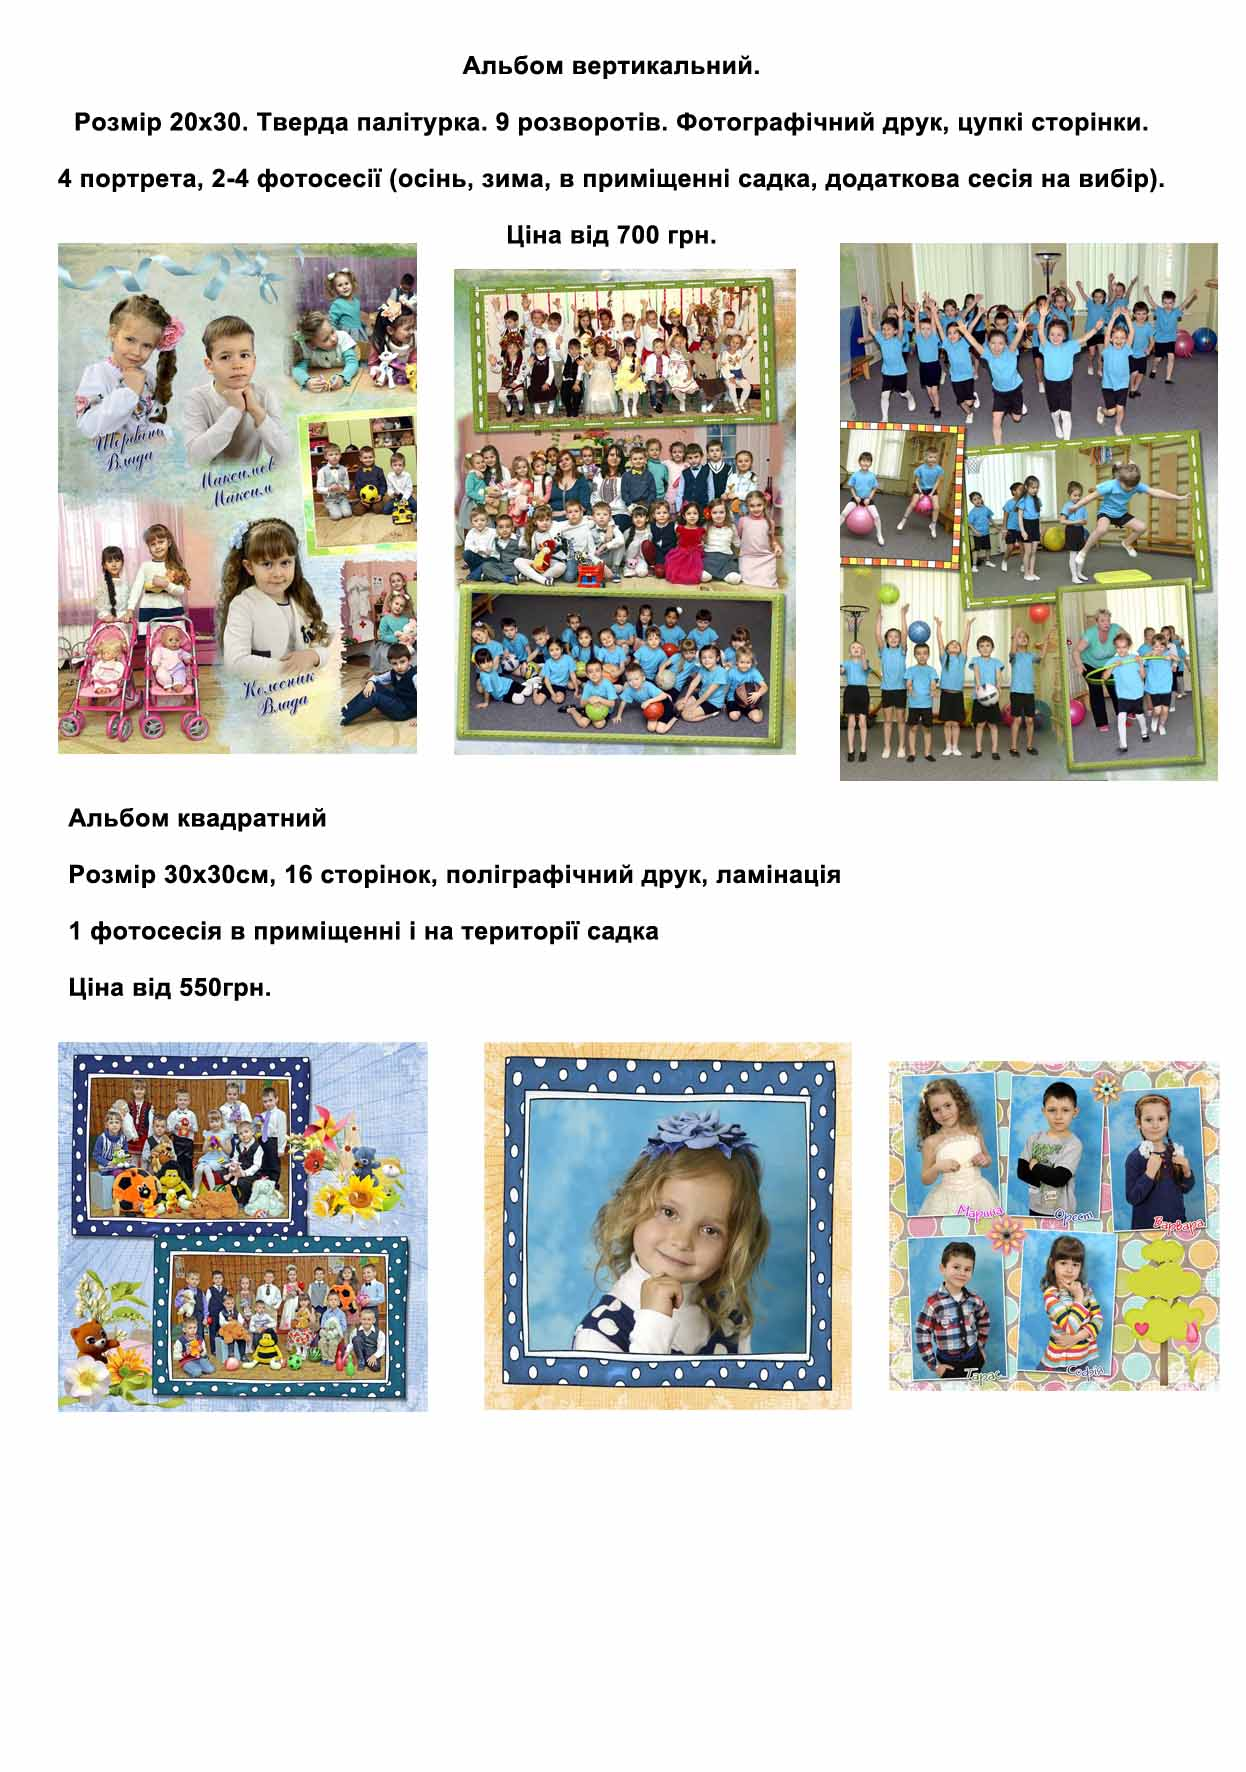 Альбом вертикальний.
Розмір 20х30. Тверда палітурка. 9 розворотів. Фотографічний друк, цупкі сторінки.
4 портрета, 2-4 фотосесії (осінь, зима, в приміщенні садка, додаткова сесія на вибір).
Ціна від 700 грн.
Влада
Максимов
Максим
Колесник
Влада
Альбом квадратний
Розмір 30х30см, 16 сторінок, поліграфічний друк, ламінація
1 фотосесія в приміщенні і на території садка
Ціна від 550грн.
Марина
Орест
Варвара
Тарас
Софія